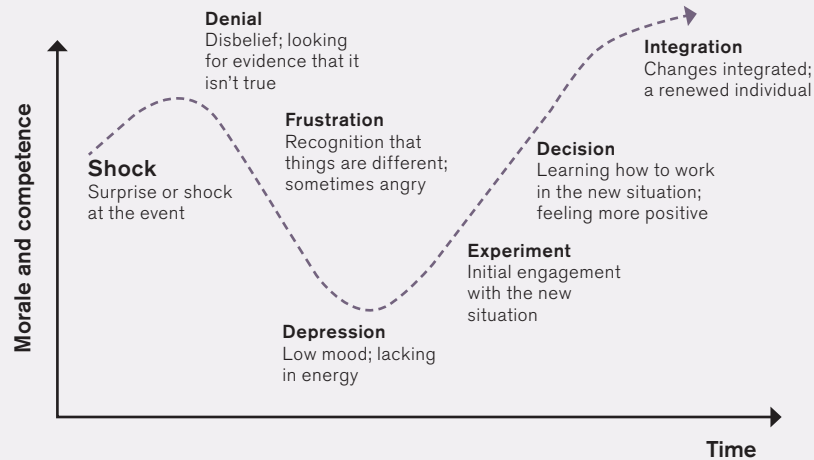 Morale and competence
Shock
Surprise or shock
at the event
Denial
Disbelief; looking
for evidence that it
isn’t true
Frustration
Recognition that
things are different;
sometimes angry
Depression
Low mood; lacking
in energy
Experiment
Initial engagement
with the new
situation
Decision
Learning how to work
in the new situation;
feeling more positive
Integration
Changes integrated;
a renewed individual
Time